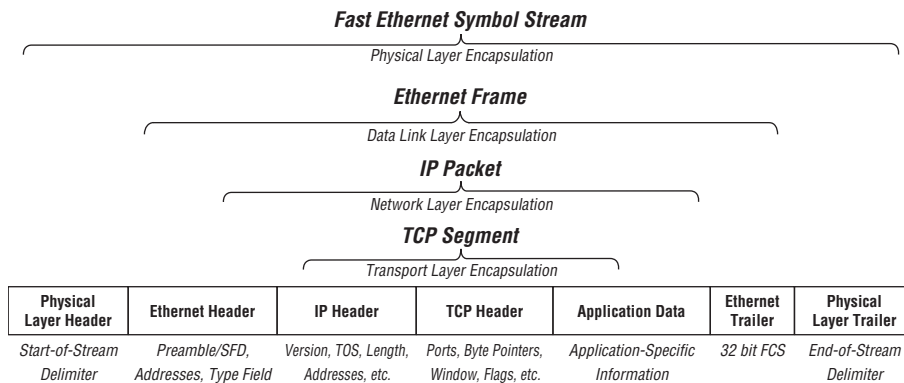 Fast Ethernet Symbol Stream
Physical Layer Encapsulation
Ethernet Frame
Data Link Layer Encapsulation
IP Packet
Network Layer Encapsulation
TCP Segment
Transport Layer Encapsulation
Physical Layer Header
Ethernet Header
IP Header
TCP Header
Application Data
Ethernet Trailer
Physical Layer Trailer
Start-of-Stream Delimiter
Preamble/SFD, Addresses, Type Field
Version, TOS, Length, Addresses, etc.
Ports, Byte Pointers, Window, Flags, etc.
Application-Specific Information
32 bit FCS
End-of-Stream Delimiter